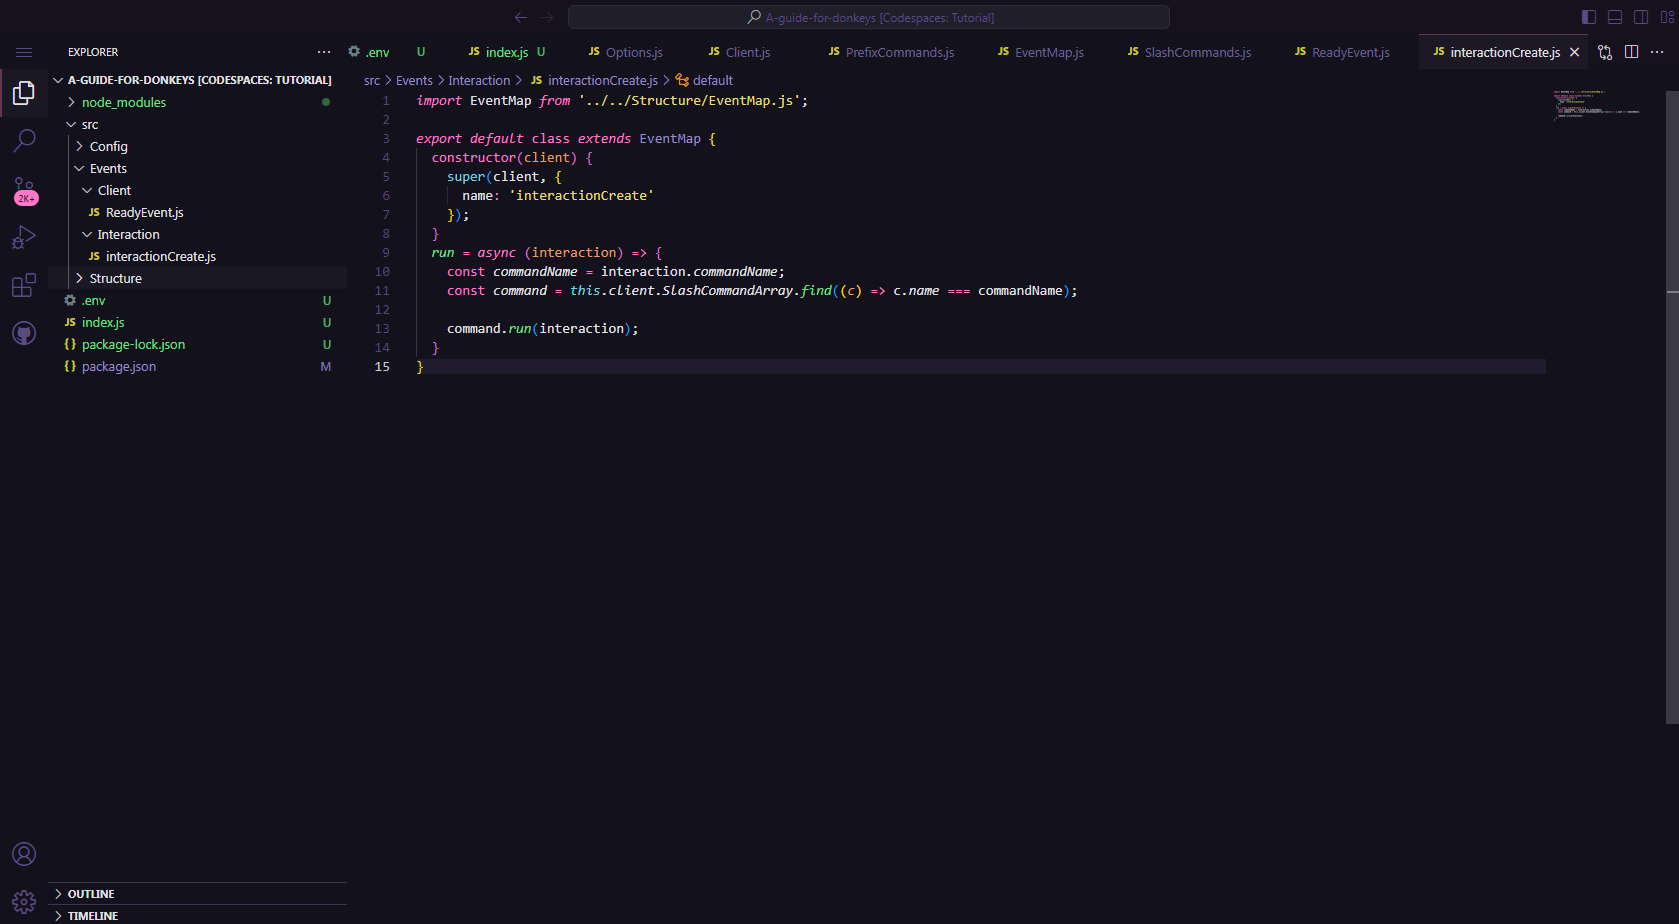 A-guide-for-donkeys [Codespaces: Tutorial]
EXPLORER
.env U
JS index.js U
JS Options.js
JS Client.js
JS PrefixCommands.js
JS EventMap.js
JS SlashCommands.js
JS ReadyEvent.js
JS interactionCreate.js
A-GUIDE-FOR-DONKEYS [CODESPACES: TUTORIAL]
node_modules
src
Config
Events
Client
JS ReadyEvent.js
Interaction
JS interactionCreate.js
Structure
.env U
JS index.js U
{} package-lock.json U
{} package.json M
2K+
OUTLINE
TIMELINE
src > Events > Interaction > JS interactionCreate.js > default
1 import EventMap from '../../Structure/EventMap.js';
2
3 export default class extends EventMap {
4 constructor(client) {
5 super(client, {
6 name: 'interactionCreate'
7 });
8 }
9 run = async (interaction) => {
10 const commandName = interaction.commandName;
11 const command = this.client.SlashCommandArray.find((c) => c.name === commandName);
12
13 command.run(interaction);
14 }
15 }